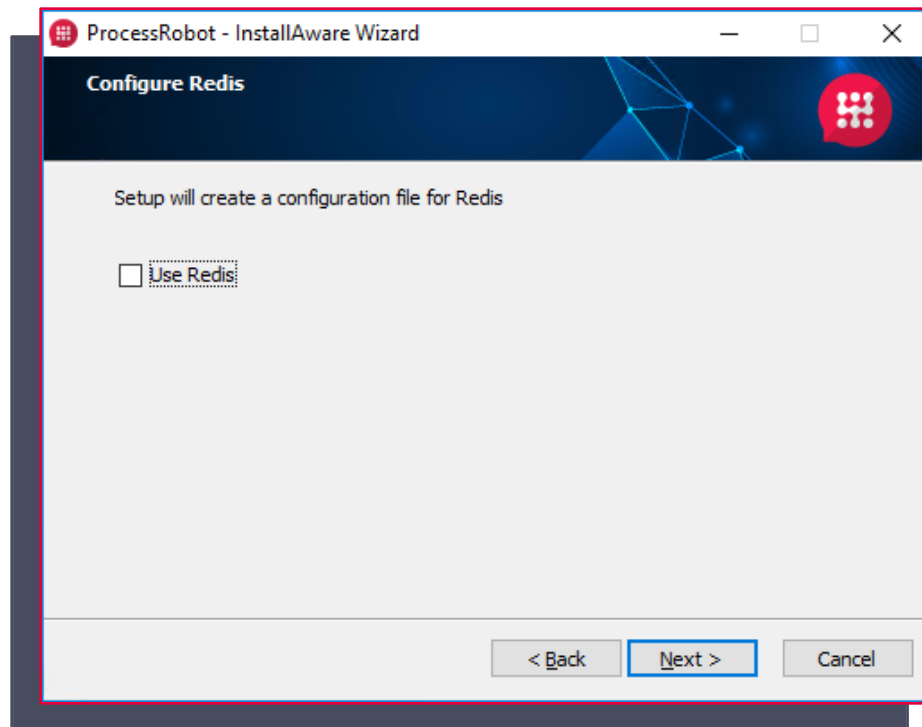 ProcessRobot - InstallAware Wizard
Configure Redis
Setup will create a configuration file for Redis
Use Redis
< Back Next > Cancel